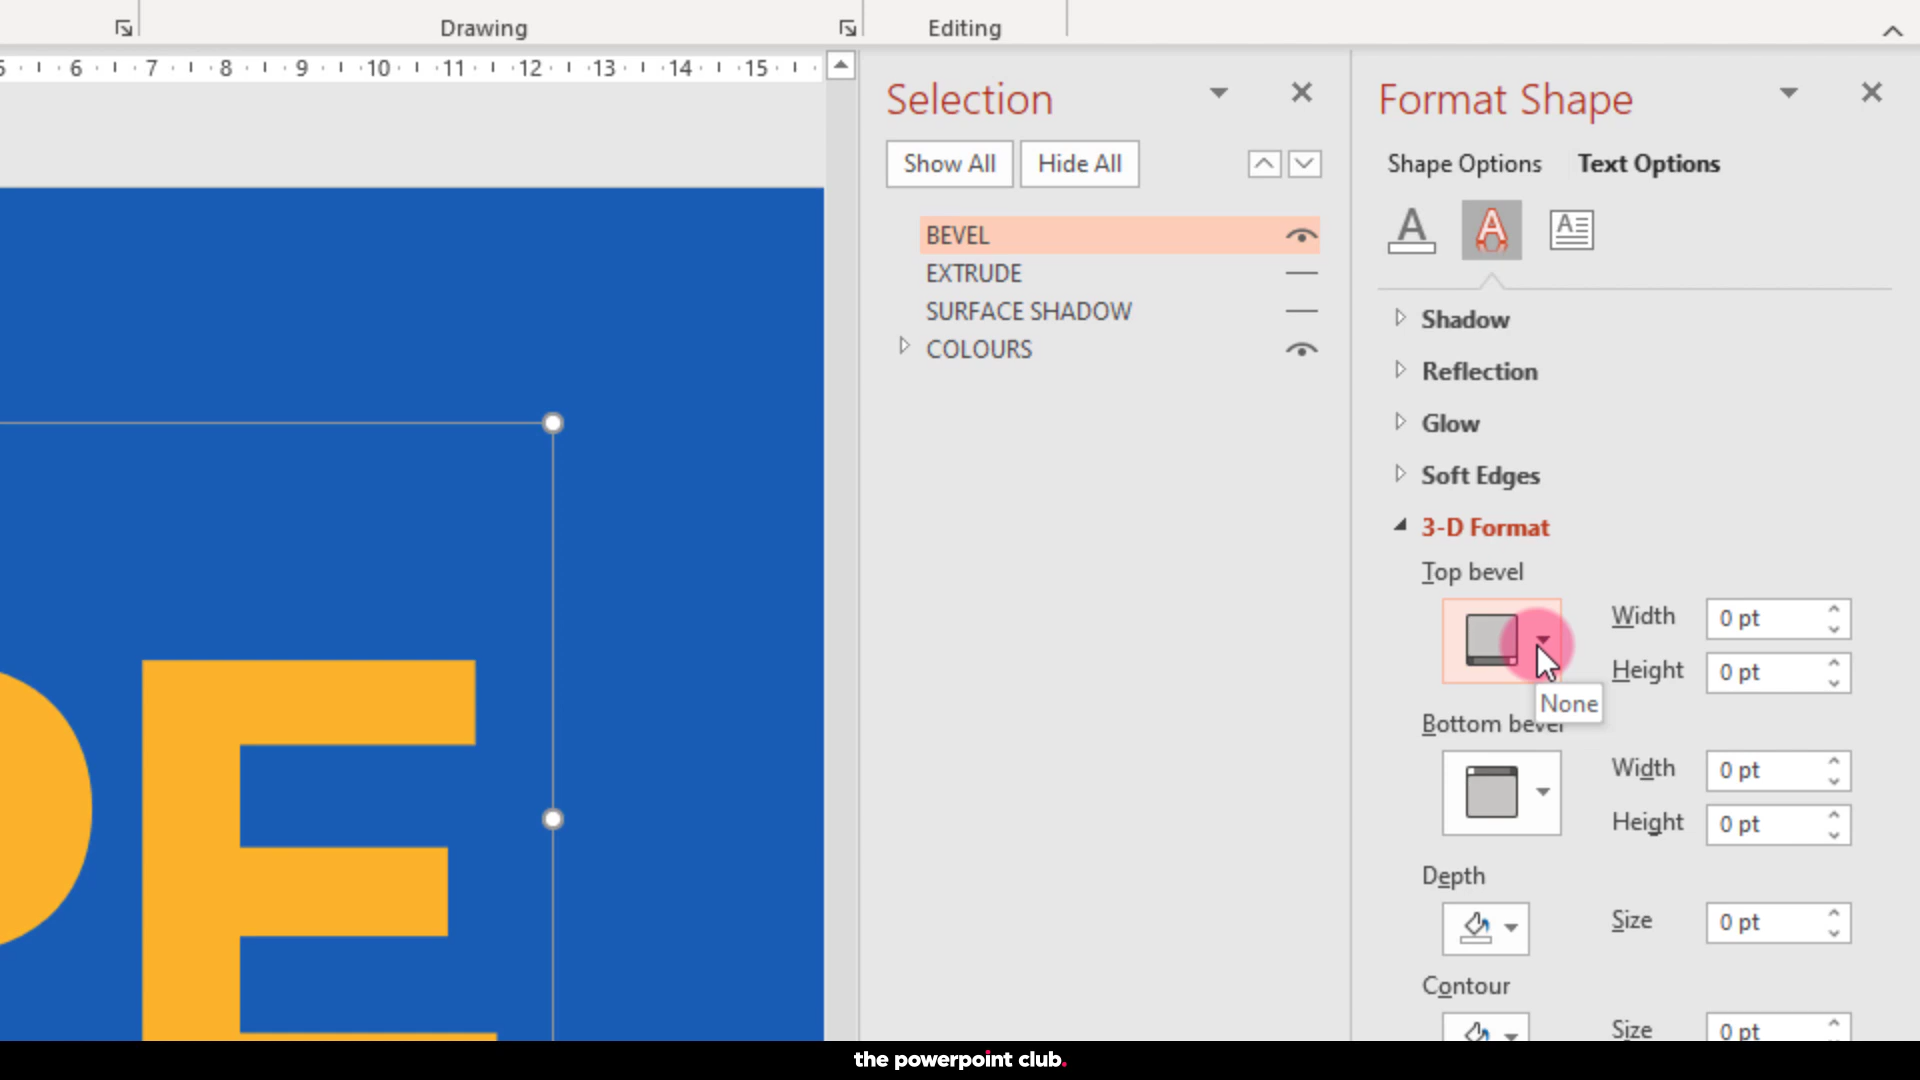 Drawing
Editing
5 6 7 8 9 10 11 12 13 14 15
Selection
Show All
Hide All
BEVEL
EXTRUDE
SURFACE SHADOW
COLOURS
PE
Format Shape
Shape Options
Text Options
Shadow
Reflection
Glow
Soft Edges
3-D Format
Top bevel
Width 0 pt
Height 0 pt
None
Bottom bevel
Width 0 pt
Height 0 pt
Depth
Size 0 pt
Contour
Size 0 pt
the powerpoint club.